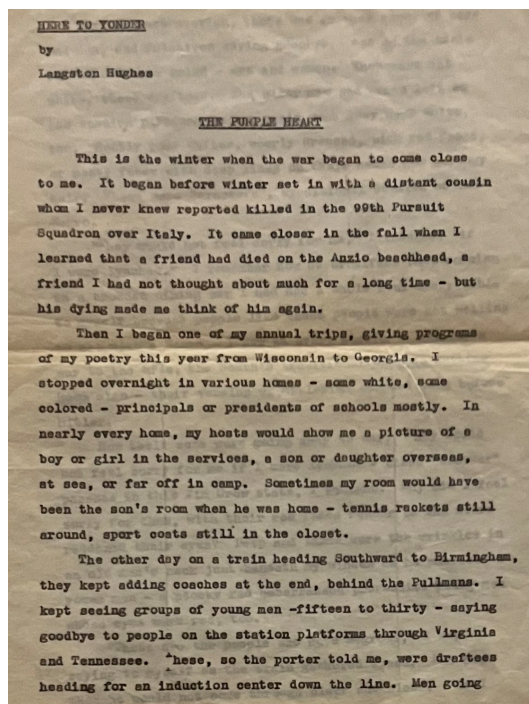 HERE TO YONDER
by
Langston Hughes
THE PURPLE HEART
This is the winter when the war began to come close
to me. It began before winter set in with a distant cousin
whom I never knew reported killed in the 99th Pursuit
Squadron over Italy. It came closer in the fall when I
learned that a friend had died on the Anzio beachhead, a
friend I had not thought about much for a long time - but
his dying made me think of him again.
Then I began one of my annual trips, giving programs
of my poetry this year from Wisconsin to Georgia. I
stopped overnight in various homes - some white, some
colored - principals or presidents of schools mostly. In
nearly every home, my hosts would show me a picture of a
boy or girl in the services, a son or daughter overseas,
at sea, or far off in camp. Sometimes my room would have
been the son's room when he was home - tennis rackets still
around, sport coats still in the closet.
The other day on a train heading Southward to Birmingham,
they kept adding coaches at the end, behind the Pullmans. I
kept seeing groups of young men -fifteen to thirty - saying
goodbye to people on the station platforms through Virginia
and Tennessee. These, so the porter told me, were draftees
heading for an induction center down the line. Men going